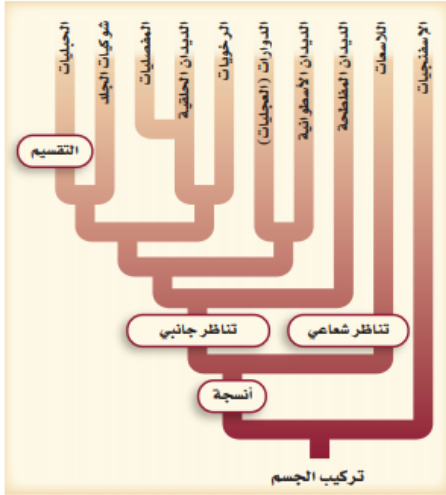 الإسفنجيات
اللاسعات
الديدان المفلطحة
الديدان الأسطوانية
الدوارات (العجليات)
الرخويات
الديدان الحلقية
المفصليات
شوكيات الجلد
الحبليات
التقسيم
تناظر شعاعي
تناظر جانبي
أنسجة
تركيب الجسم